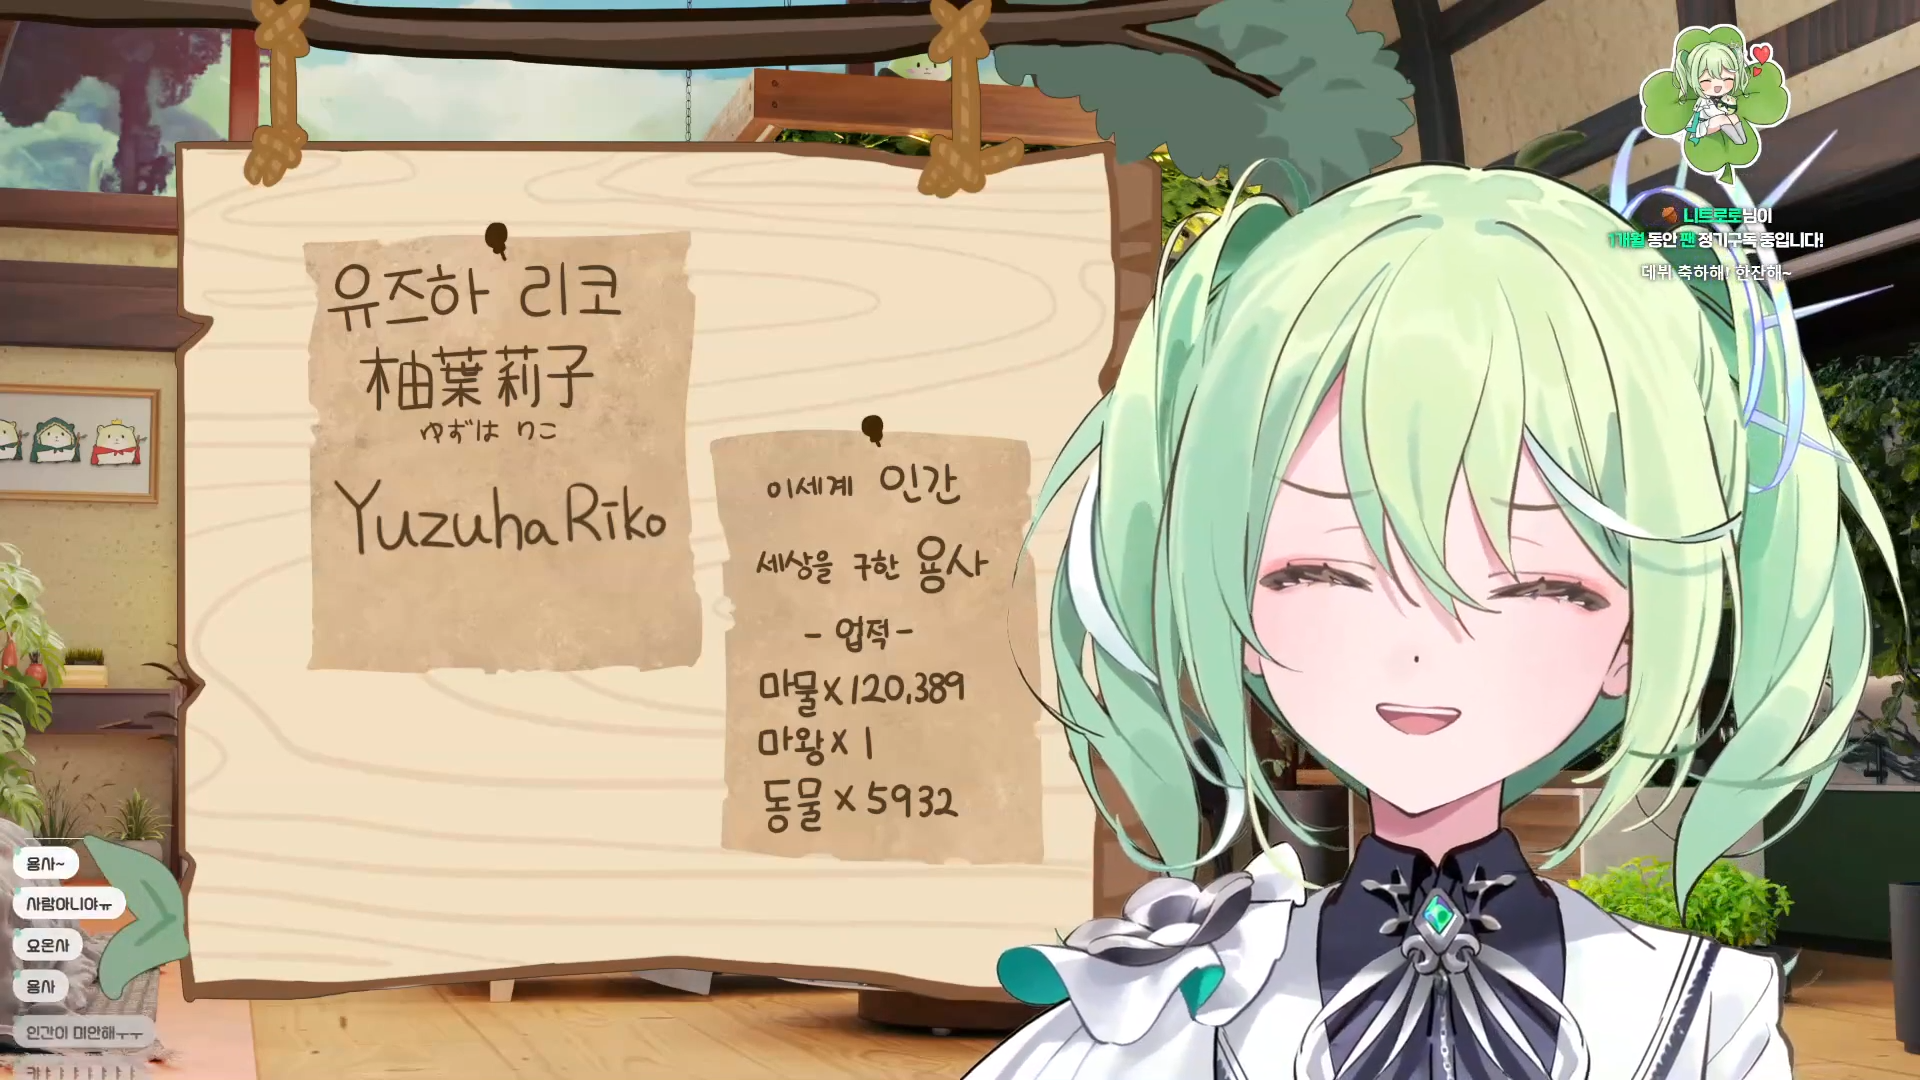 유즈하 리코
柚葉莉子
ゆずは りこ
Yuzuha Riko
이세계 인간
세상을 구한 용사
- 업적 -
마물 x 120,389
마왕 x 1
동물 x 5932
니트로로님이
1개월 동안 팬 정기구독 중입니다!
데뷔 축하해! 한잔해~
용사~
사람아니야ㅠ
요온사
용사
인간이 미안해ㅜㅜ